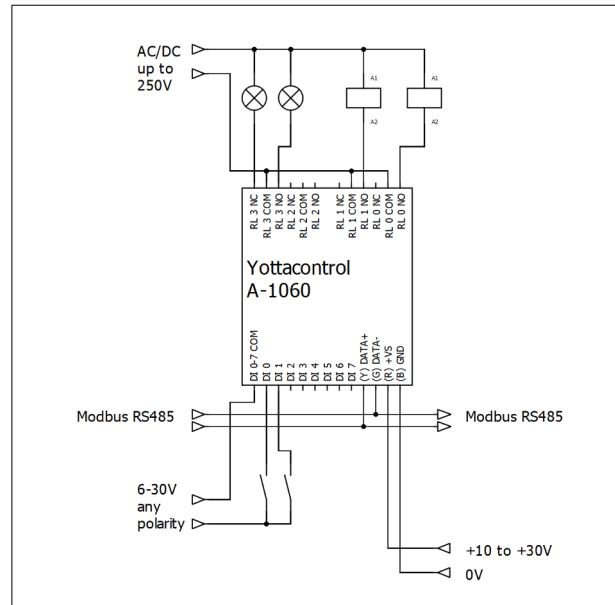 AC/DC
up to
250V
A1
A1
A2
A2
RL 3 NC
RL 3 COM
RL 3 NO
RL 2 NC
RL 2 COM
RL 2 NO
RL 1 NC
RL 1 COM
RL 1 NO
RL 0 NC
RL 0 COM
RL 0 NO
Yottacontrol
A-1060
DI 0-7 COM
DI 0
DI 1
DI 2
DI 3
DI 4
DI 5
DI 6
DI 7
(Y) DATA+
(G) DATA-
(R) +VS
(B) GND
Modbus RS485
Modbus RS485
6-30V
any
polarity
+10 to +30V
0V